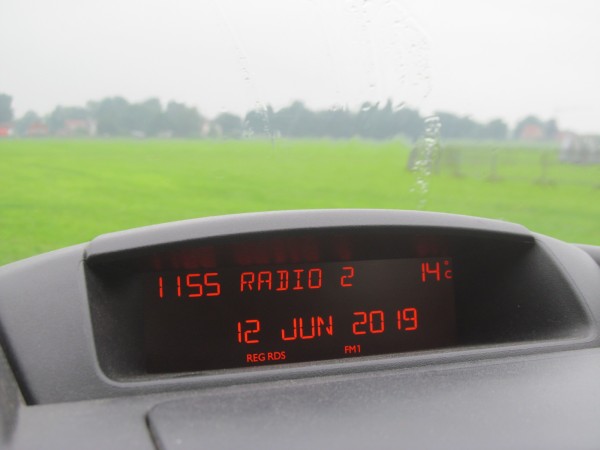 1155 RADIO 2 14°C
12 JUN 2019
REG RDS FM1